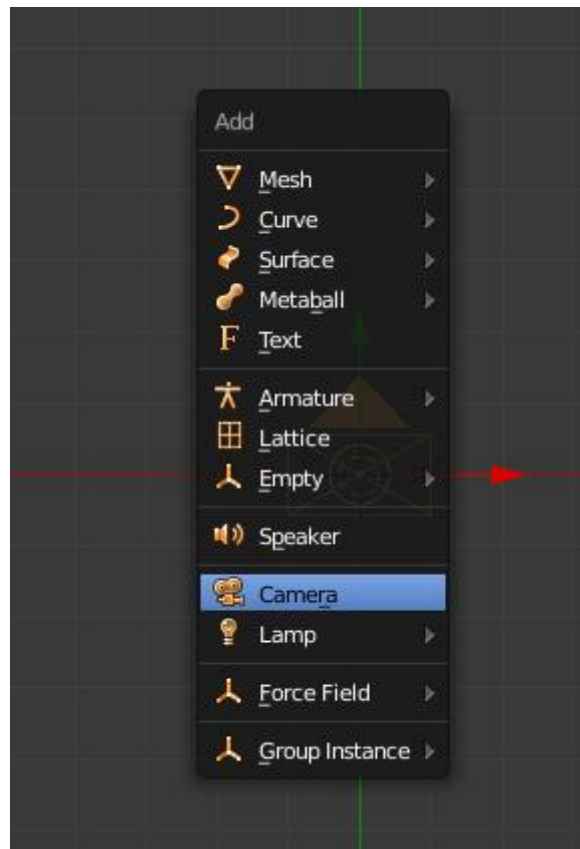 Add
Mesh
Curve
Surface
Metaball
Text
Armature
Lattice
Empty
Speaker
Camera
Lamp
Force Field
Group Instance